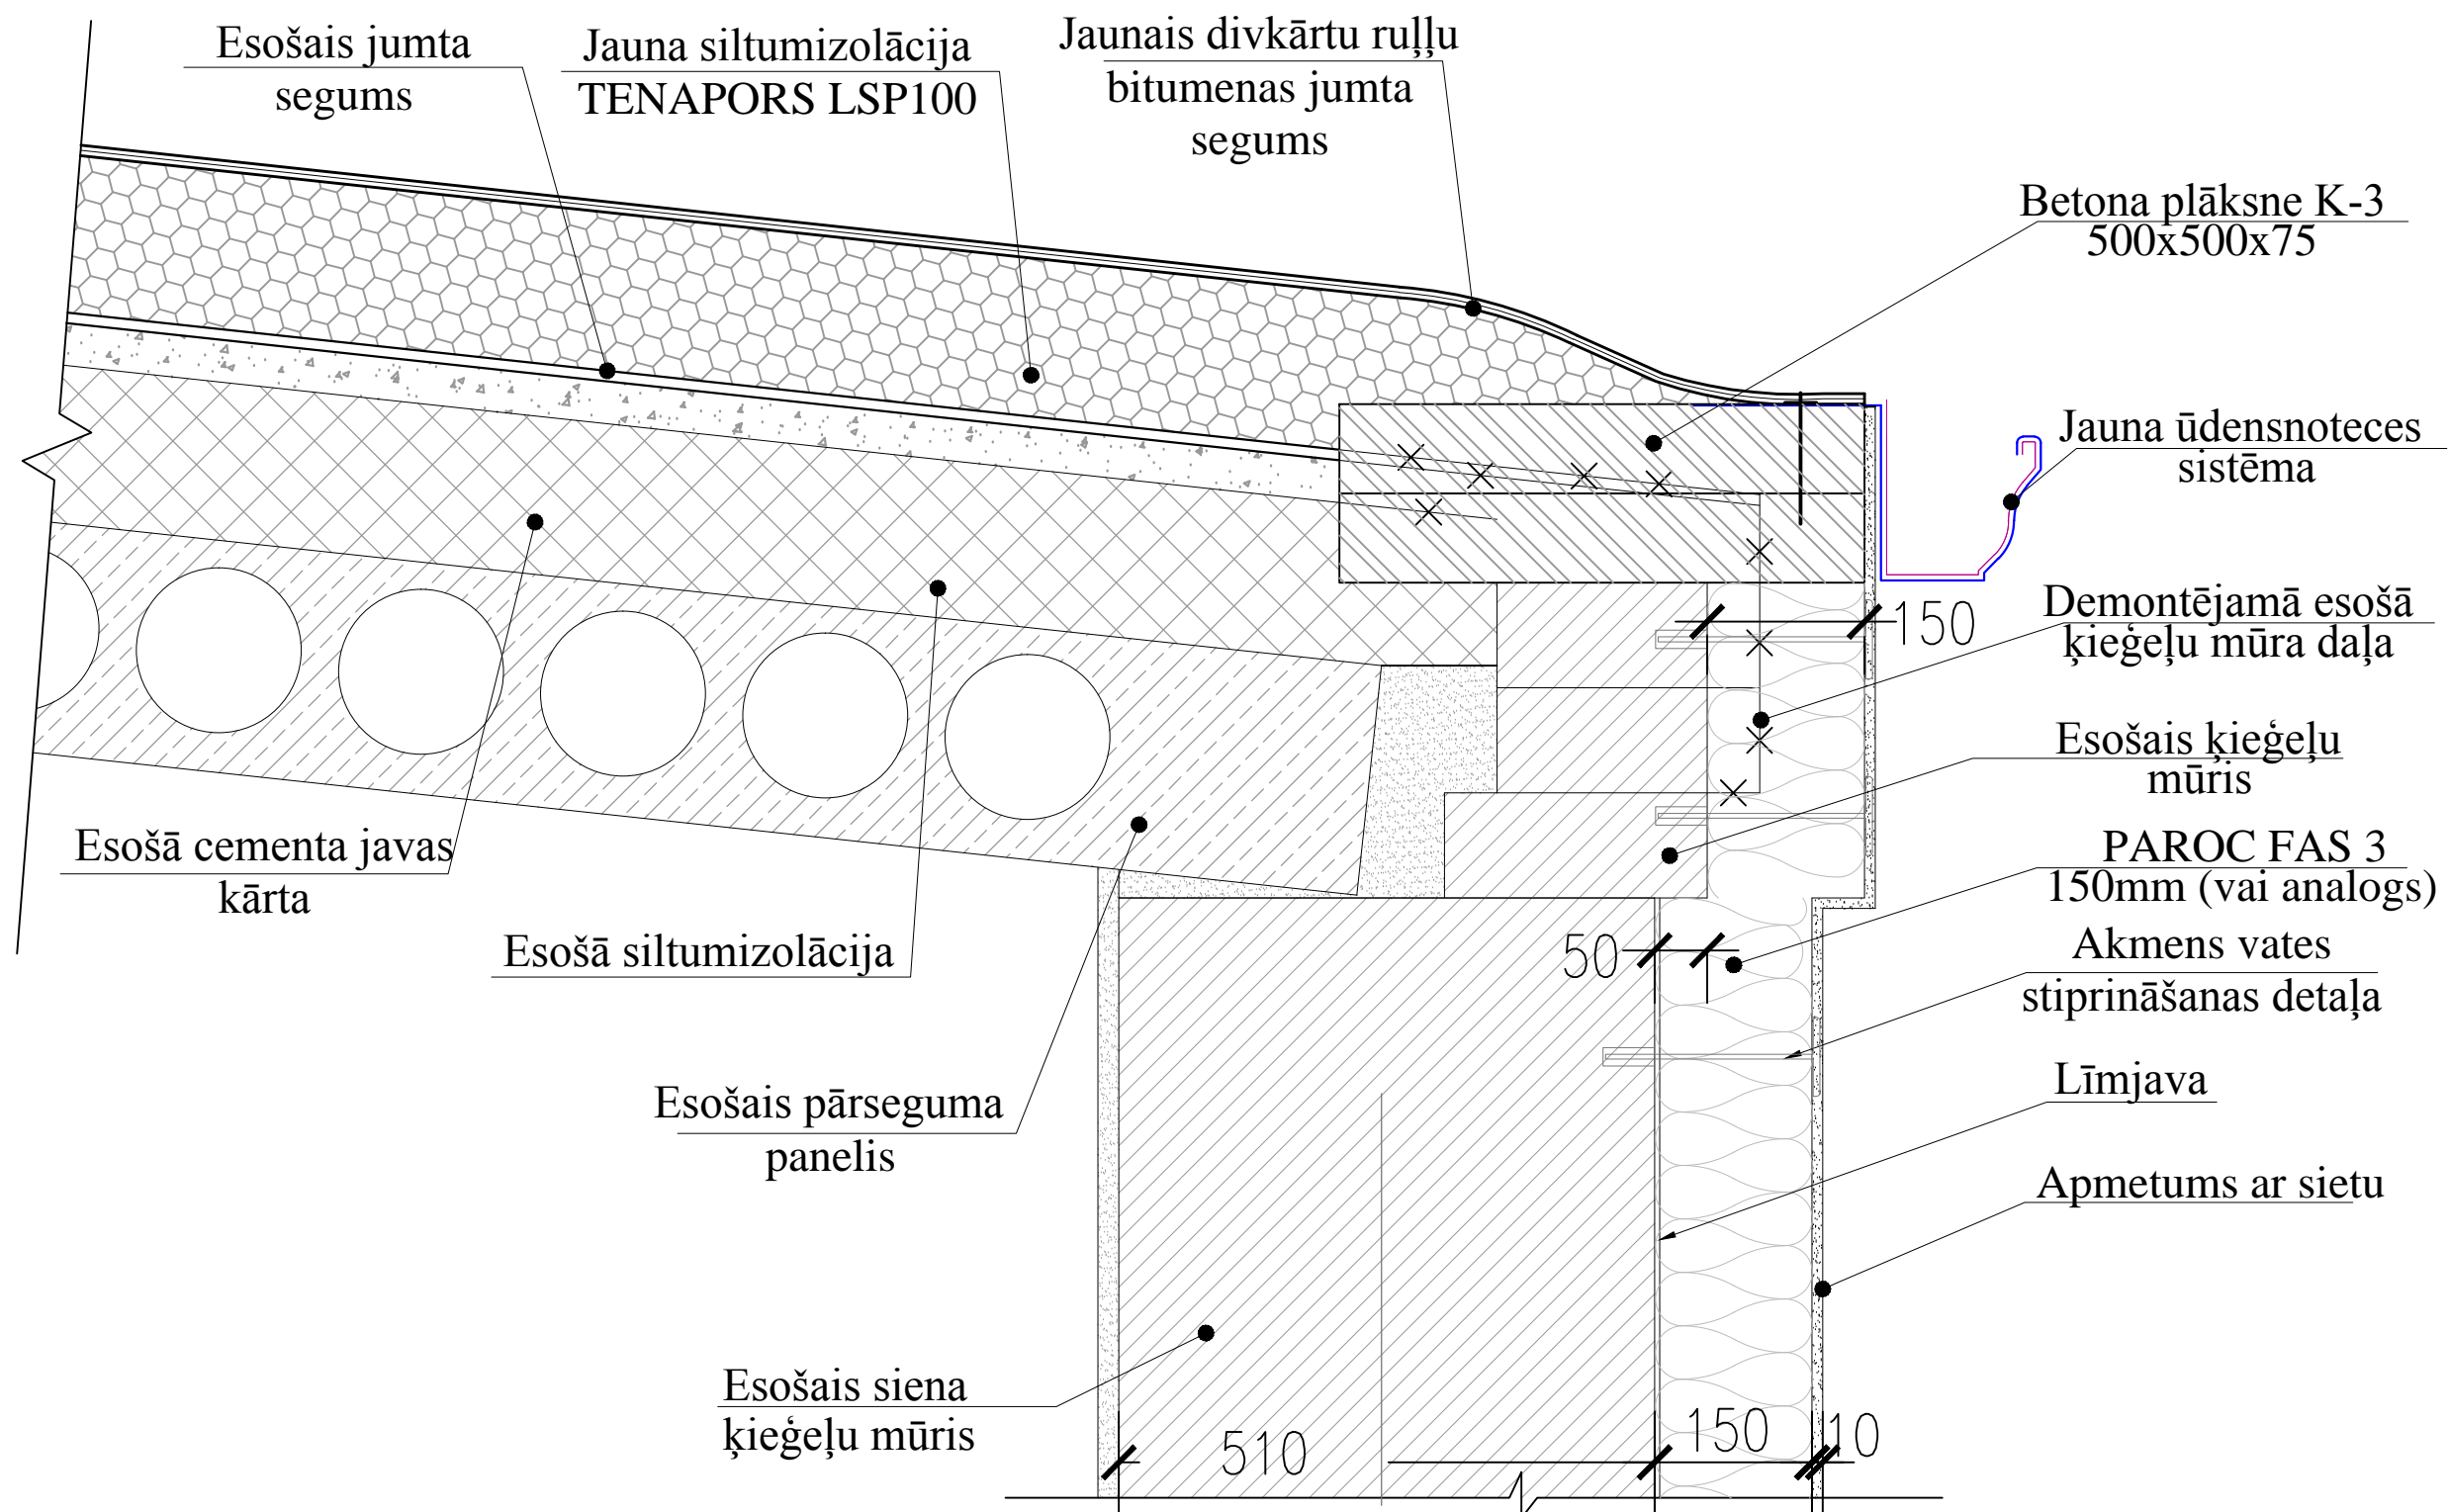 Esošais jumta
segums
Jauna siltumizolācija
TENAPORS LSP100
Jaunais divkārtu ruļļu
bitumenas jumta
segums
Betona plāksne K-3
500x500x75
Jauna ūdensnoteces
sistēma
Demontējamā esošā
ķieģeļu mūra daļa
150
Esošais ķieģeļu
mūris
PAROC FAS 3
150mm (vai analogs)
Akmens vates
stiprināšanas detaļa
50
Līmjava
Apmetums ar sietu
Esošā cementa javas
kārta
Esošā siltumizolācija
Esošais pārseguma
panelis
Esošais siena
ķieģeļu mūris
510
150
10